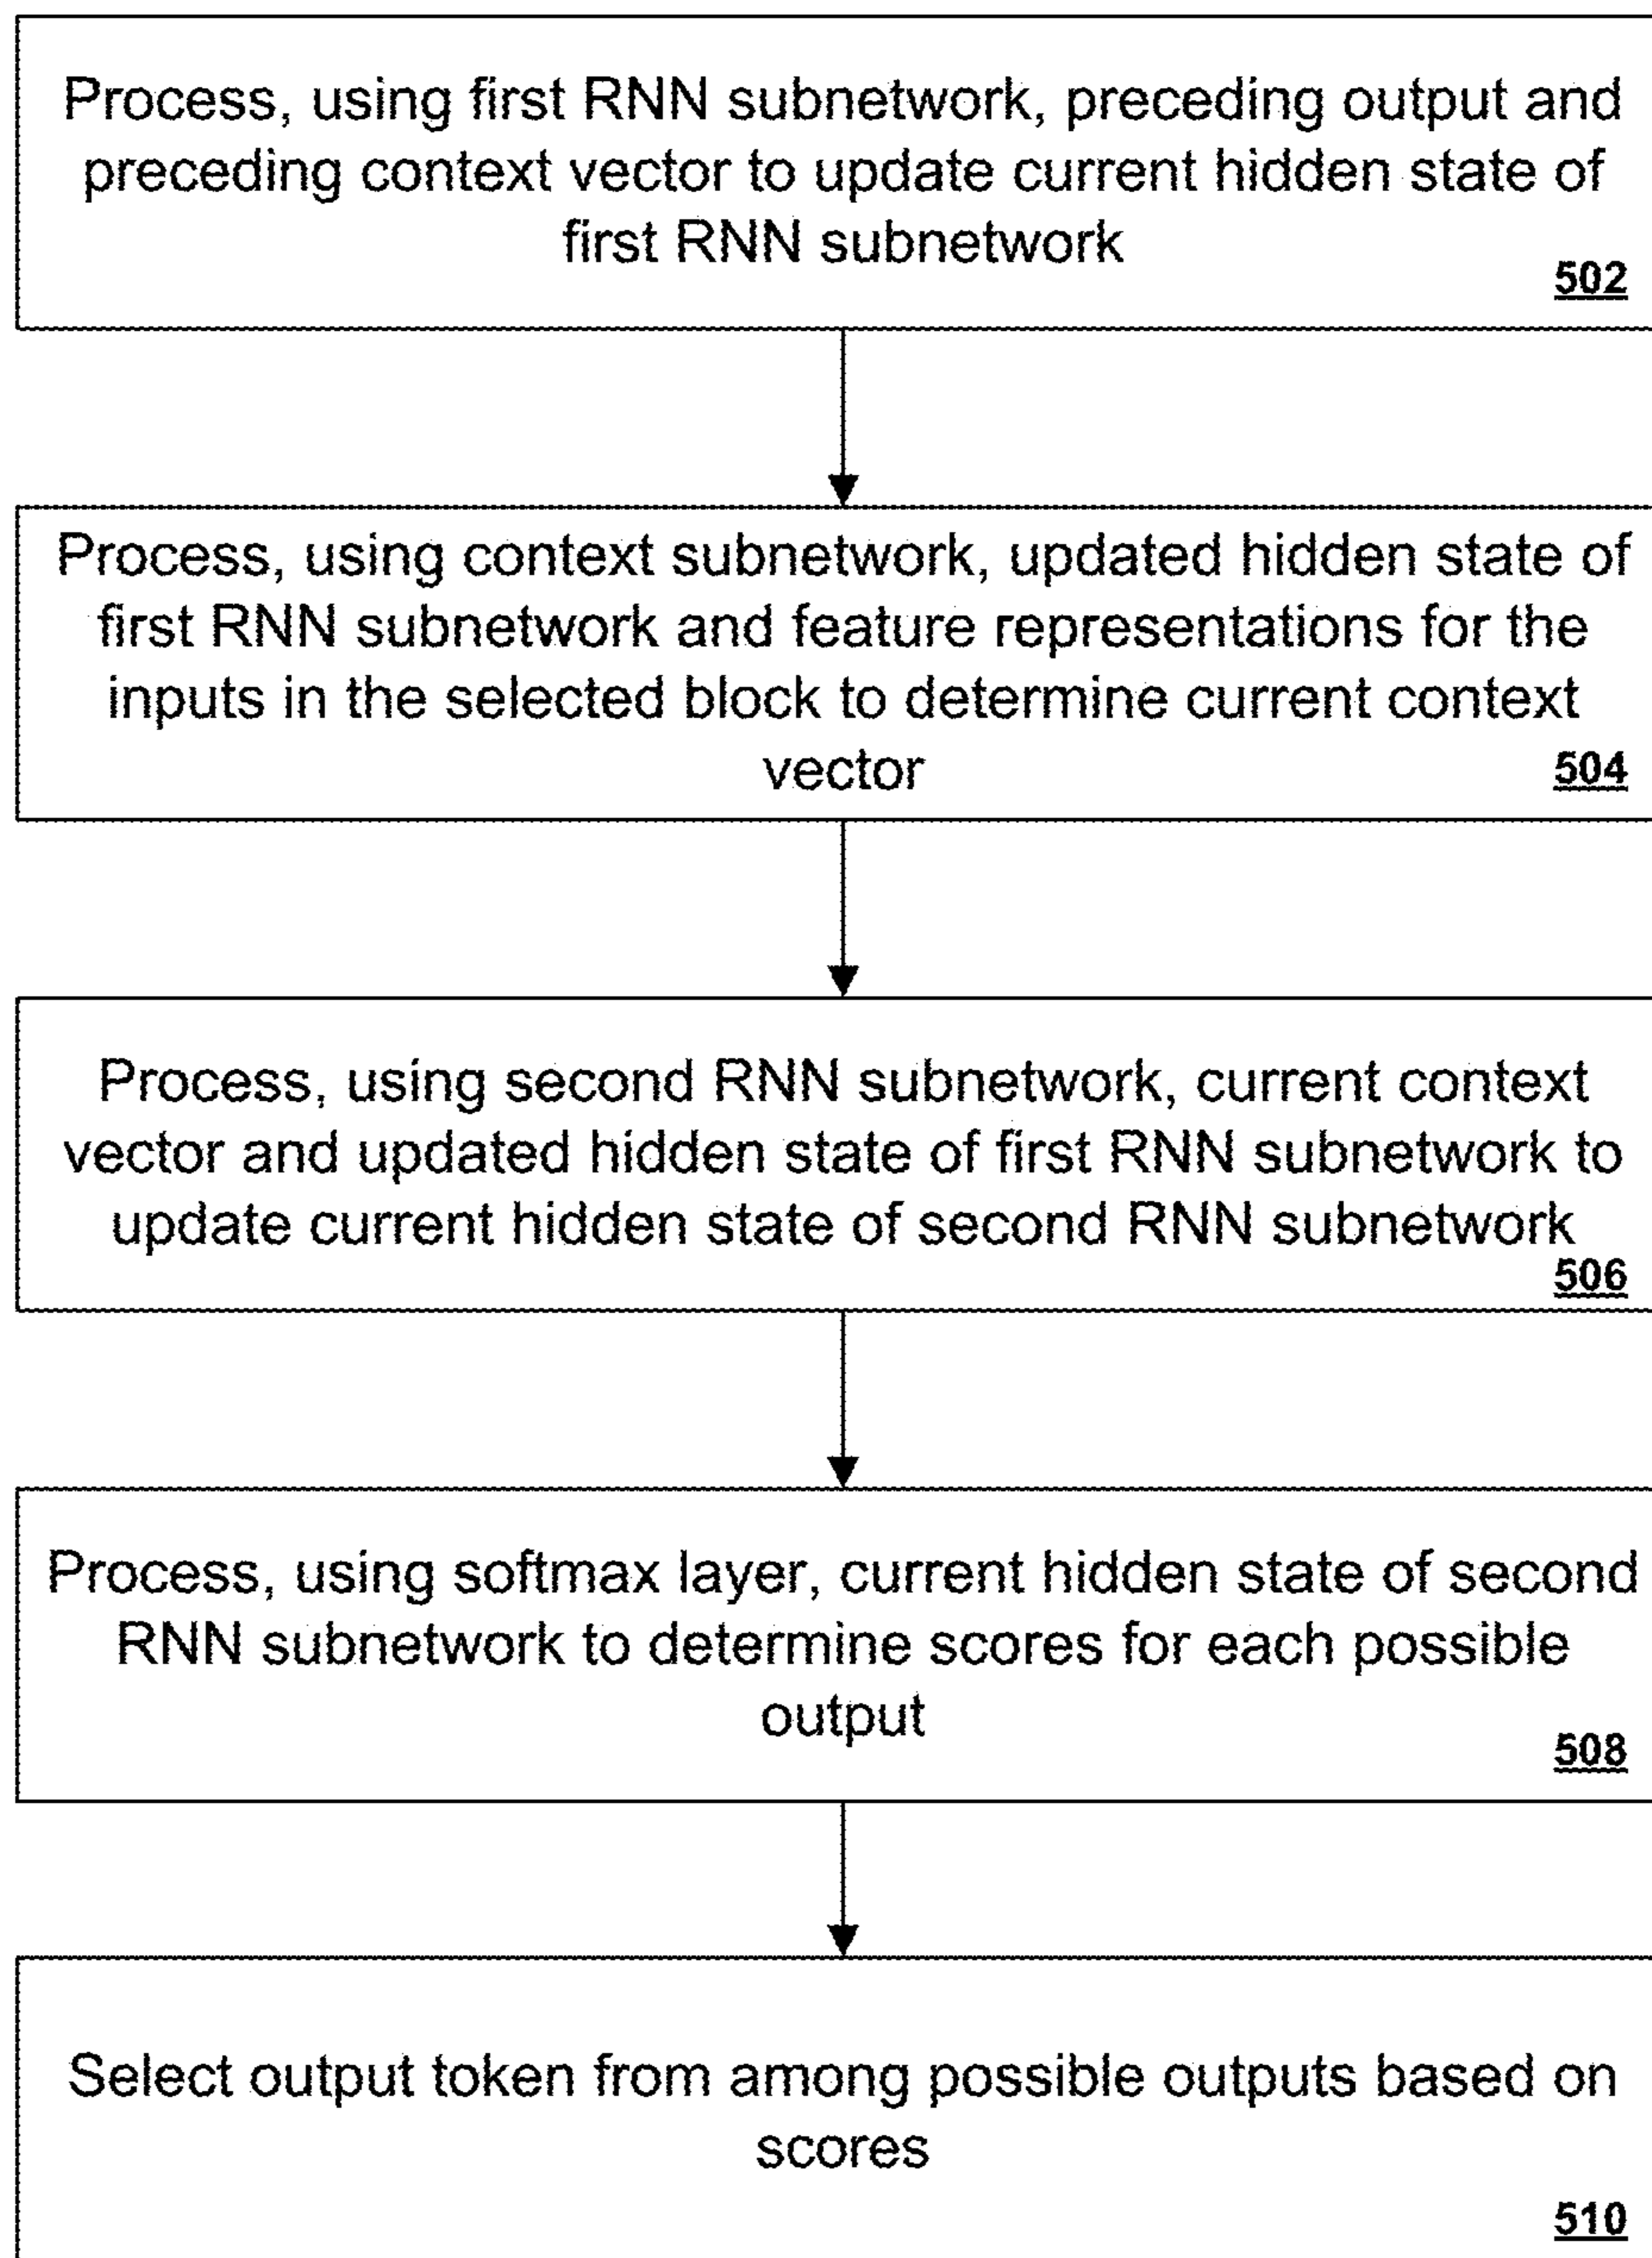 Process, using first RNN subnetwork, preceding output and
preceding context vector to update current hidden state of
first RNN subnetwork
502
Process, using context subnetwork, updated hidden state of
first RNN subnetwork and feature representations for the
inputs in the selected block to determine current context
vector
504
Process, using second RNN subnetwork, current context
vector and updated hidden state of first RNN subnetwork to
update current hidden state of second RNN subnetwork
506
Process, using softmax layer, current hidden state of second
RNN subnetwork to determine scores for each possible
output
508
Select output token from among possible outputs based on
scores
510